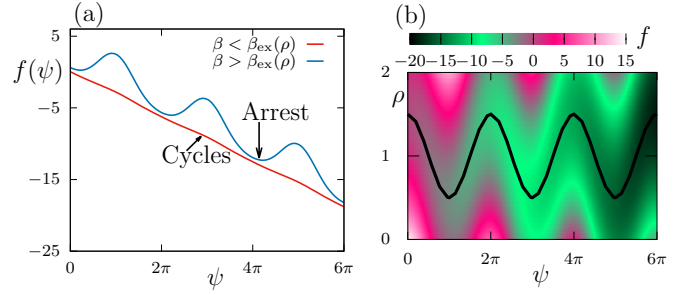 (a)
5
f(ψ)
−5
−15
−25
β < βex(ρ)
β > βex(ρ)
Arrest
Cycles
0 2π 4π 6π
ψ
(b)
f
−20 −15 −10 −5 0 5 10 15
2
ρ
1
0
0 2π 4π 6π
ψ